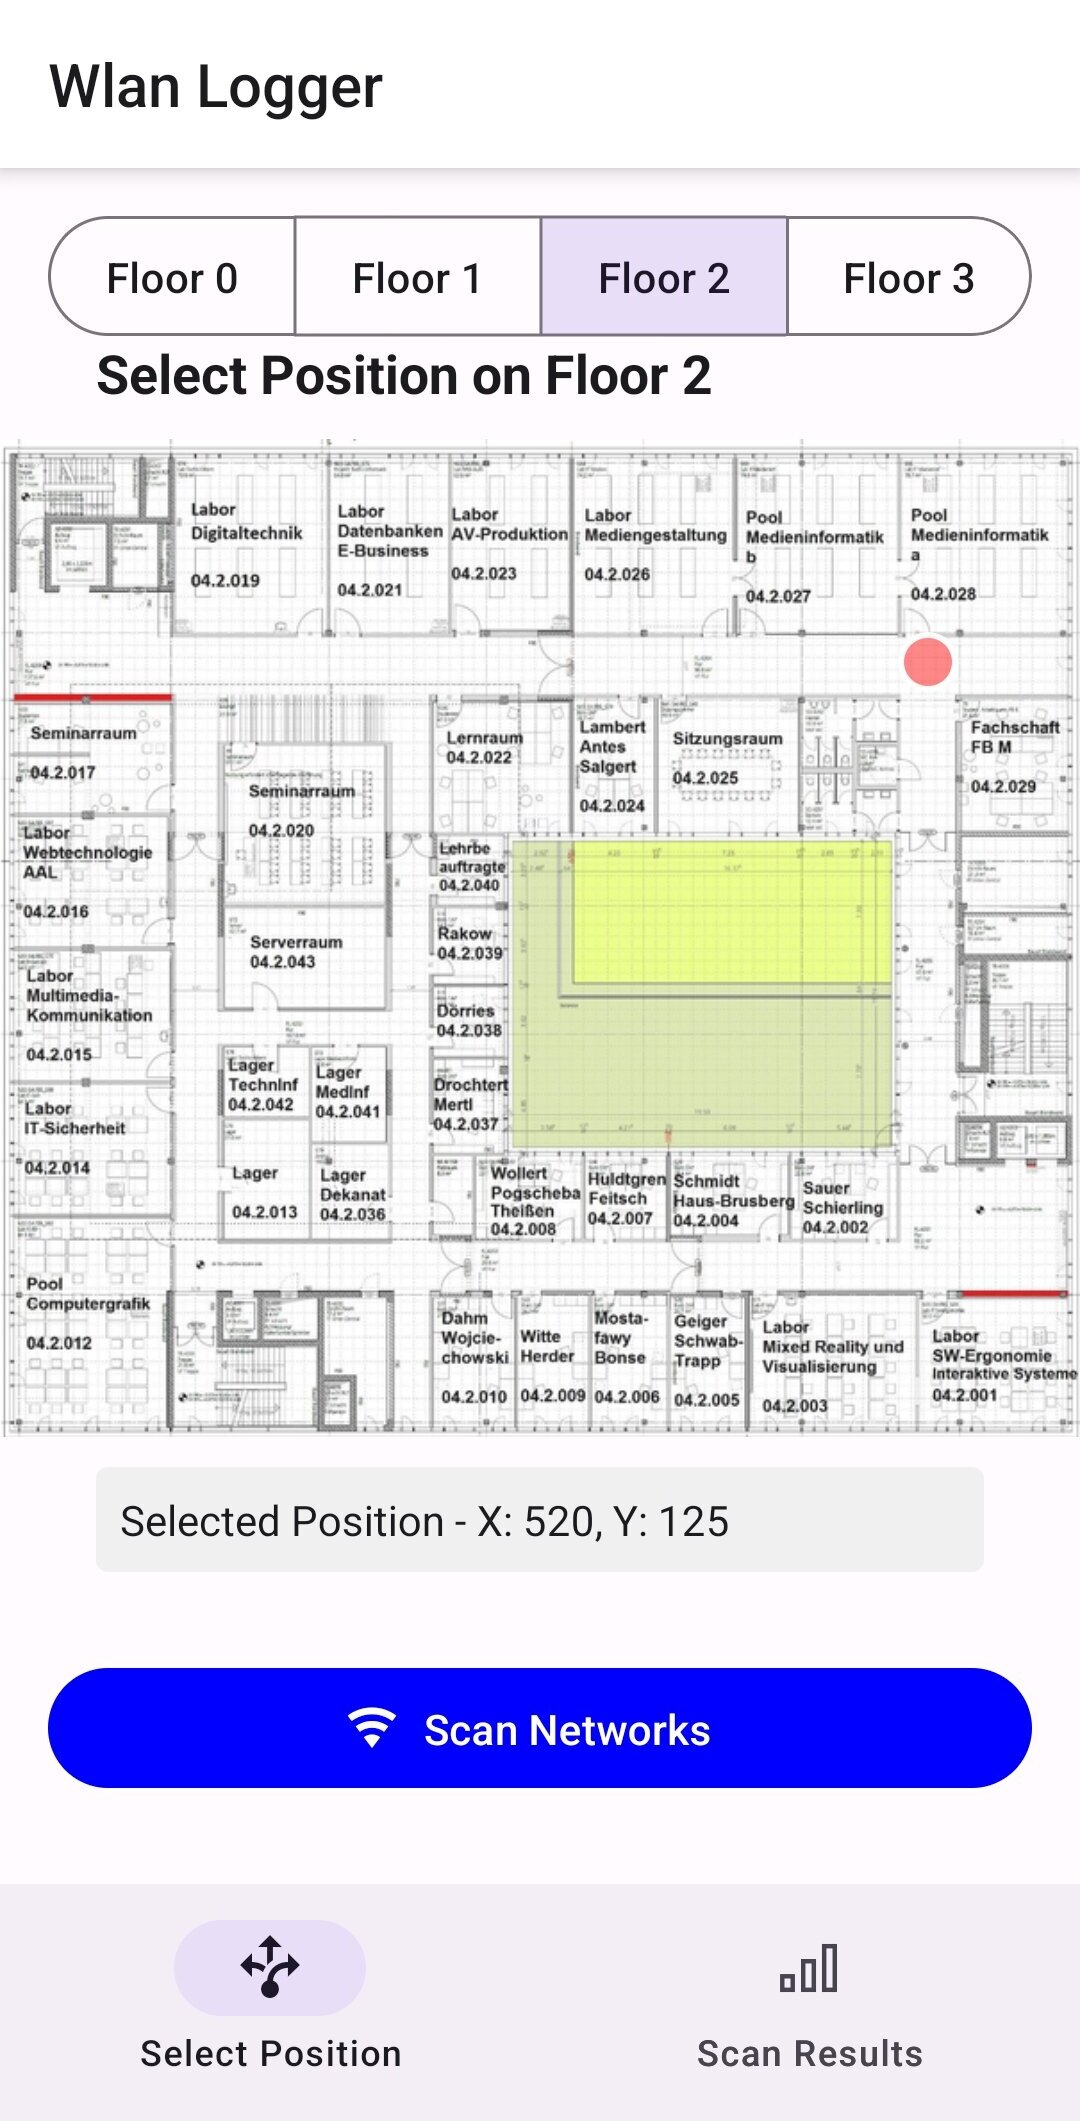 Wlan Logger
Floor 0
Floor 1
Floor 2
Floor 3
Select Position on Floor 2
Labor
Digitaltechnik
04.2.019
Labor
Datenbanken
E-Business
04.2.021
Labor
AV-Produktion
04.2.023
Labor
Mediengestaltung
04.2.026
Pool
Medieninformatik
b
04.2.027
Pool
Medieninformatik
a
04.2.028
Seminarraum
04.2.017
Seminarraum
04.2.020
Lernraum
04.2.022
Lambert
Antes
Salgert
04.2.024
Sitzungsraum
04.2.025
Fachschaft
FB M
04.2.029
Labor
Webtechnologie
AAL
04.2.016
Lehrbe
auftragte
04.2.040
Serverraum
04.2.043
Rakow
04.2.039
Labor
Multimedia-
Kommunikation
04.2.015
Dörries
04.2.038
Lager
TechnInf
04.2.042
Lager
MedInf
04.2.041
Drochtert
Mertl
04.2.037
Labor
IT-Sicherheit
04.2.014
Lager
04.2.013
Lager
Dekanat
04.2.036
Wollert
Pogscheba
Theißen
04.2.008
Huldtgren
Feitsch
04.2.007
Schmidt
Haus-Brusberg
04.2.004
Sauer
Schierling
04.2.002
Pool
Computergrafik
04.2.012
Dahm
Wojcie-
chowski
04.2.010
Witte
Herder
04.2.009
Mosta-
fawy
Bonse
04.2.006
Geiger
Schwab-
Trapp
04.2.005
Labor
Mixed Reality und
Visualisierung
04.2.003
Labor
SW-Ergonomie
Interaktive Systeme
04.2.001
Selected Position - X: 520, Y: 125
Scan Networks
Select Position
Scan Results